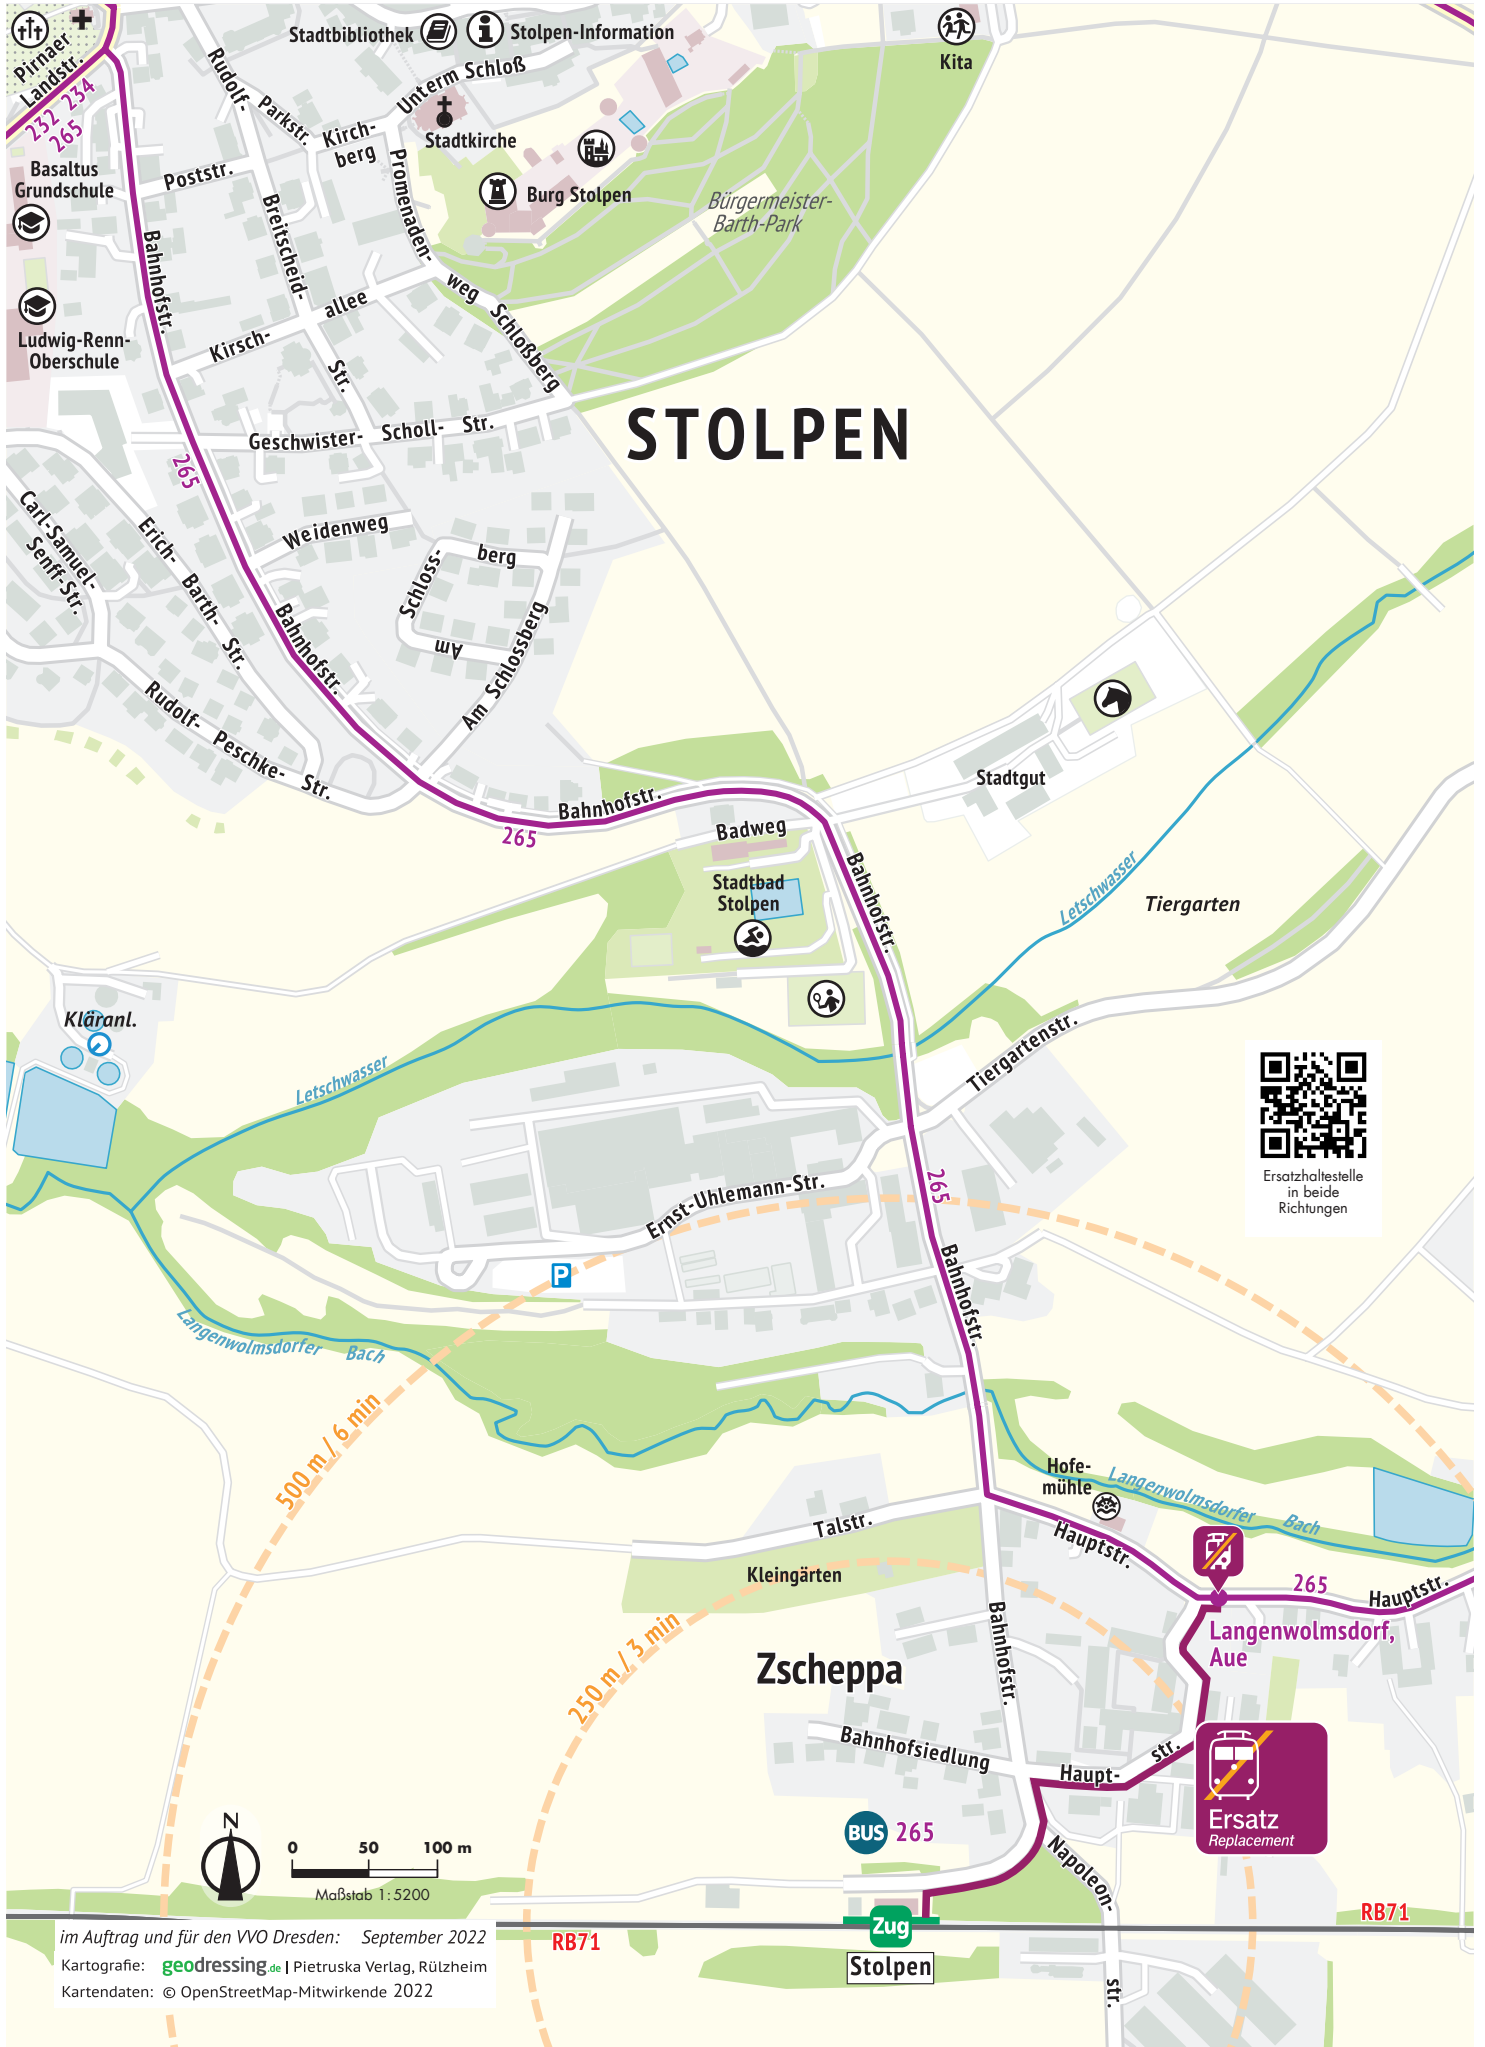 Stadtbibliothek
Stolpen-Information
Kita
Pirnaer
Landstr.
232 234
265
Rudolf-
Parkstr.
Unterm Schloß
Kirch-
berg
Stadtkirche
Promenaden-
weg
Schloßberg
Basaltus
Grundschule
Poststr.
Breitscheid-
Str.
Burg Stolpen
Bürgermeister-
Barth-Park
Bahnhofstr.
Ludwig-Renn-
Oberschule
Kirsch-
allee
STOLPEN
Geschwister- Scholl- Str.
265
Carl-Samuel-
Senff-Str.
Erich- Barth- Str.
Weidenweg
Schloss-
berg
Am
Am Schlossberg
Bahnhofstr.
Rudolf- Peschke- Str.
Stadtgut
Bahnhofstr.
265
Badweg
Stadtbad
Stolpen
Bahnhofstr.
Letschwasser
Tiergarten
Kläranl.
Letschwasser
Tiergartenstr.
Ersatzhaltestelle
in beide
Richtungen
Ernst-Uhlemann-Str.
265
P
Bahnhofstr.
Langenwolmsdorfer Bach
500 m / 6 min
Hofe-
mühle
Langenwolmsdorfer Bach
Talstr.
Hauptstr.
Kleingärten
265
Hauptstr.
Langenwolmsdorf,
Aue
250 m / 3 min
Zscheppa
Bahnhofstr.
Bahnhofsiedlung
Haupt-
str.
Ersatz
Replacement
BUS 265
Napoleon-
str.
N
0 50 100 m
Maßstab 1:5200
RB71
Zug
Stolpen
RB71
im Auftrag und für den VVO Dresden: September 2022
Kartografie: geodressing.de | Pietruska Verlag, Rülzheim
Kartendaten: © OpenStreetMap-Mitwirkende 2022